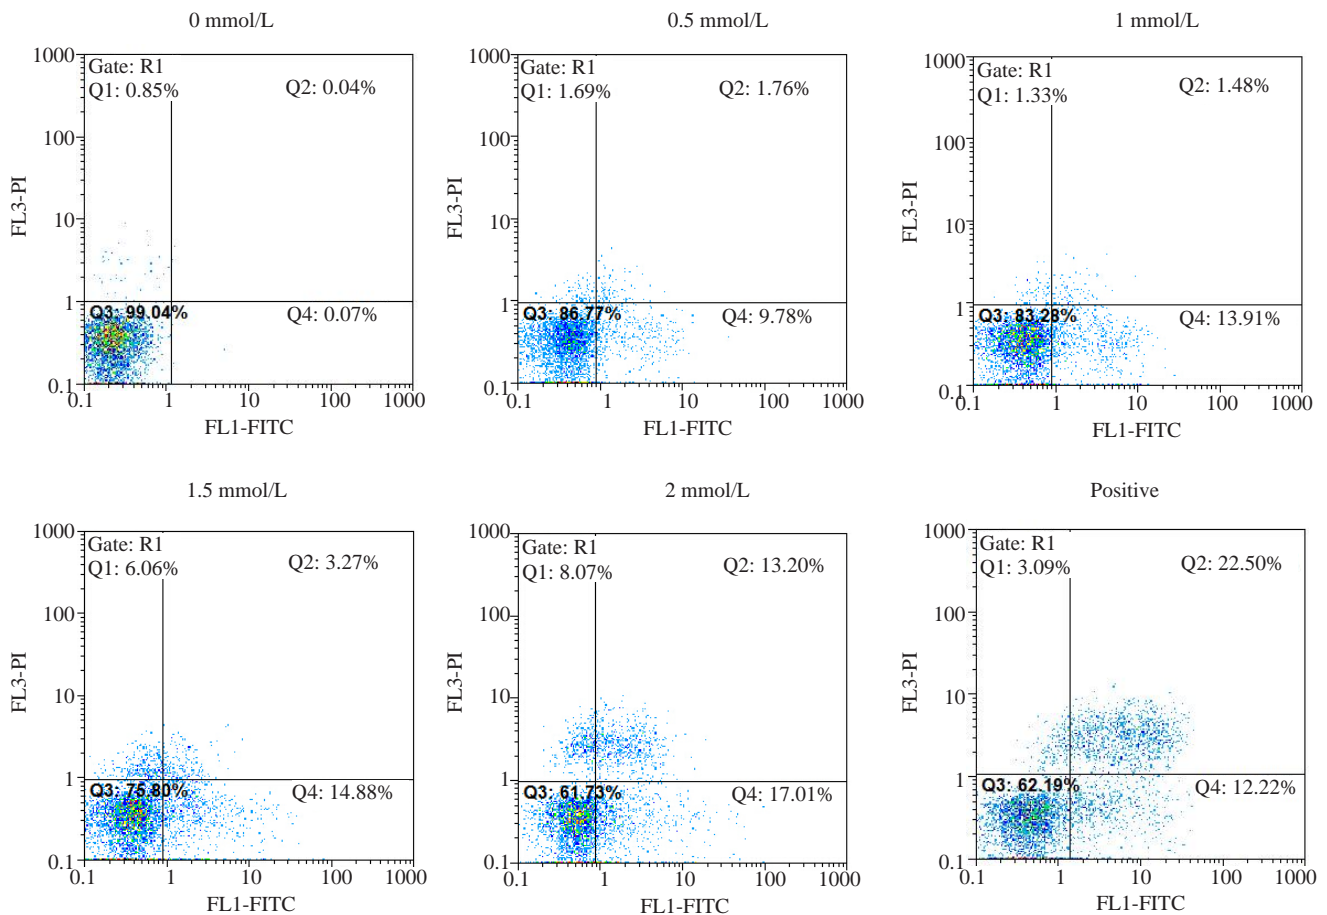 0 mmol/L
1000
100
10
1
0.1
FL3-PI
Gate: R1
Q1: 0.85%
Q2: 0.04%
Q3: 99.04%
Q4: 0.07%
0.1
1
10
100
1000
FL1-FITC
0.5 mmol/L
1000
100
10
1
0.1
FL3-PI
Gate: R1
Q1: 1.69%
Q2: 1.76%
Q3: 86.77%
Q4: 9.78%
0.1
1
10
100
1000
FL1-FITC
1 mmol/L
1000
100
10
1
0.1
FL3-PI
Gate: R1
Q1: 1.33%
Q2: 1.48%
Q3: 83.28%
Q4: 13.91%
0.1
1
10
100
1000
FL1-FITC
1.5 mmol/L
1000
100
10
1
0.1
FL3-PI
Gate: R1
Q1: 6.06%
Q2: 3.27%
Q3: 75.80%
Q4: 14.88%
0.1
1
10
100
1000
FL1-FITC
2 mmol/L
1000
100
10
1
0.1
FL3-PI
Gate: R1
Q1: 8.07%
Q2: 13.20%
Q3: 61.73%
Q4: 17.01%
0.1
1
10
100
1000
FL1-FITC
Positive
1000
100
10
1
0.1
FL3-PI
Gate: R1
Q1: 3.09%
Q2: 22.50%
Q3: 62.19%
Q4: 12.22%
0.1
1
10
100
1000
FL1-FITC